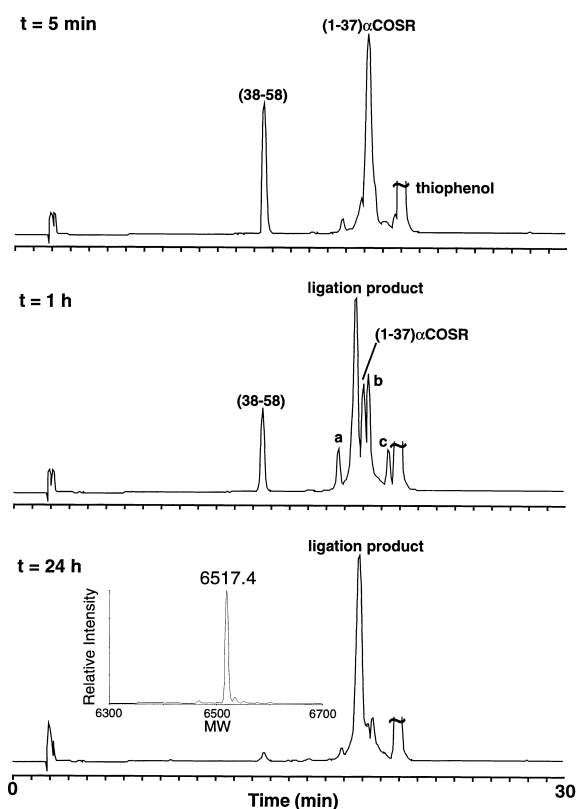 t = 5 min
(1-37)αCOSR
(38-58)
thiophenol
t = 1 h
ligation product
(1-37)αCOSR
(38-58)
a
b
c
t = 24 h
ligation product
6517.4
Relative Intensity
6300 6500 6700
MW
0 30
Time (min)